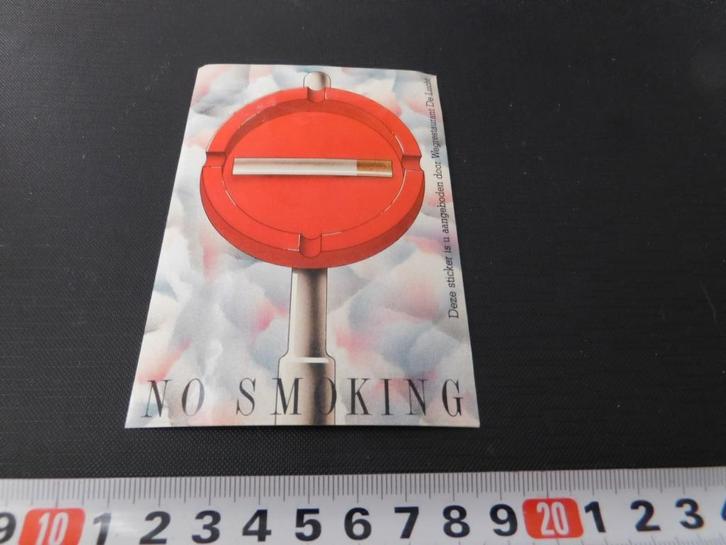 Deze sticker is u aangeboden door Wegrestaurant De Lucht
NO SMOKING
9 10 1 2 3 4 5 6 7 8 9 20 1 2 3 4